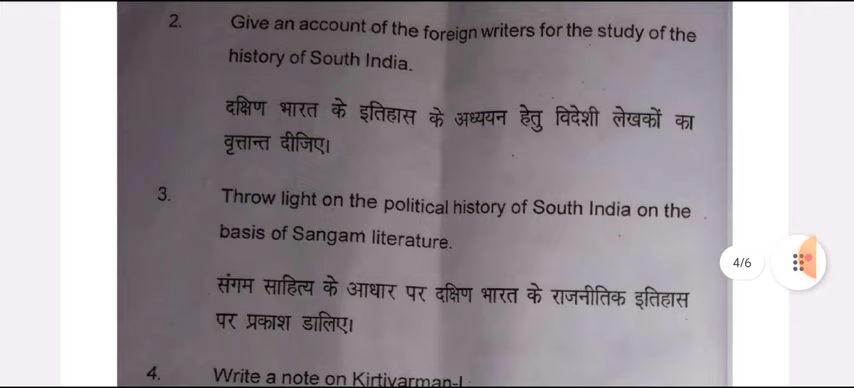 2. Give an account of the foreign writers for the study of the
history of South India.
दक्षिण भारत के इतिहास के अध्ययन हेतु विदेशी लेखकों का
वृत्तान्त दीजिए।
3. Throw light on the political history of South India on the
basis of Sangam literature.
संगम साहित्य के आधार पर दक्षिण भारत के राजनीतिक इतिहास
पर प्रकाश डालिए।
4/6
4. Write a note on Kirtivarman-I